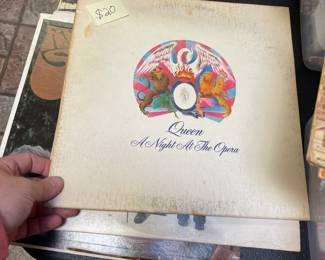 $20
Queen
A Night At The Opera